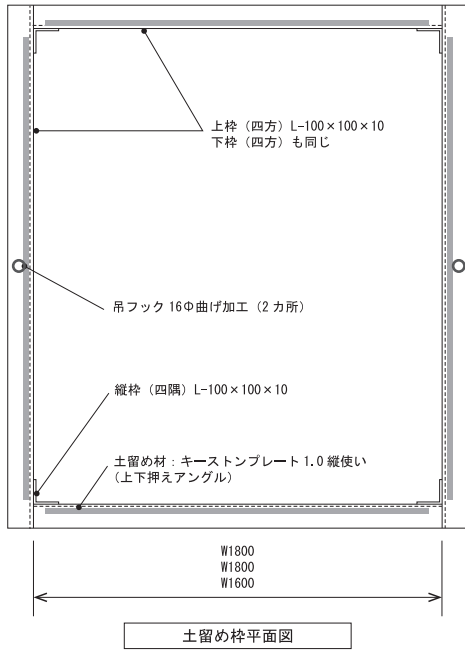 上枠（四方）L-100×100×10
下枠（四方）も同じ
吊フック 16Φ曲げ加工（2 カ所）
縦枠（四隅）L-100×100×10
土留め材：キーストンプレート 1.0 縦使い
（上下押えアングル）
W1800
W1800
W1600
土留め枠平面図